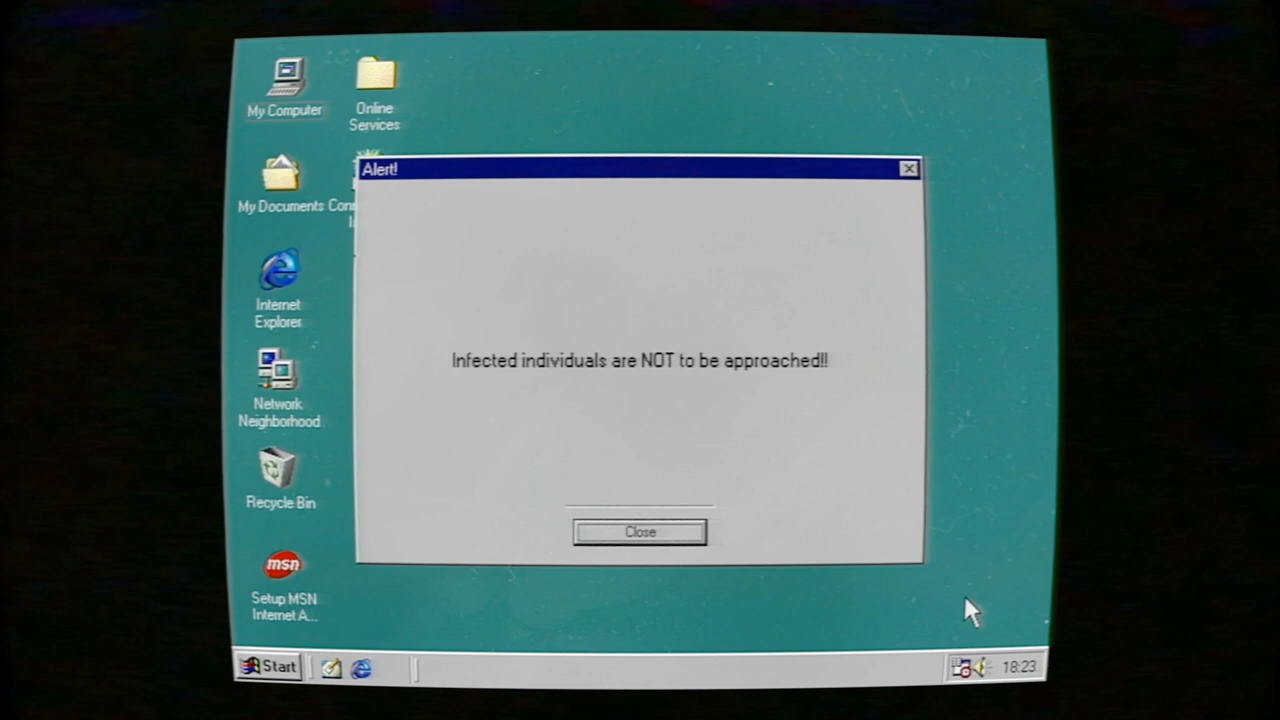 My Computer
Online
Services
Alert!
My Documents
Internet
Explorer
Infected individuals are NOT to be approached!!
Network
Neighborhood
Recycle Bin
Close
msn
Setup MSN
Internet A...
Start
18:23